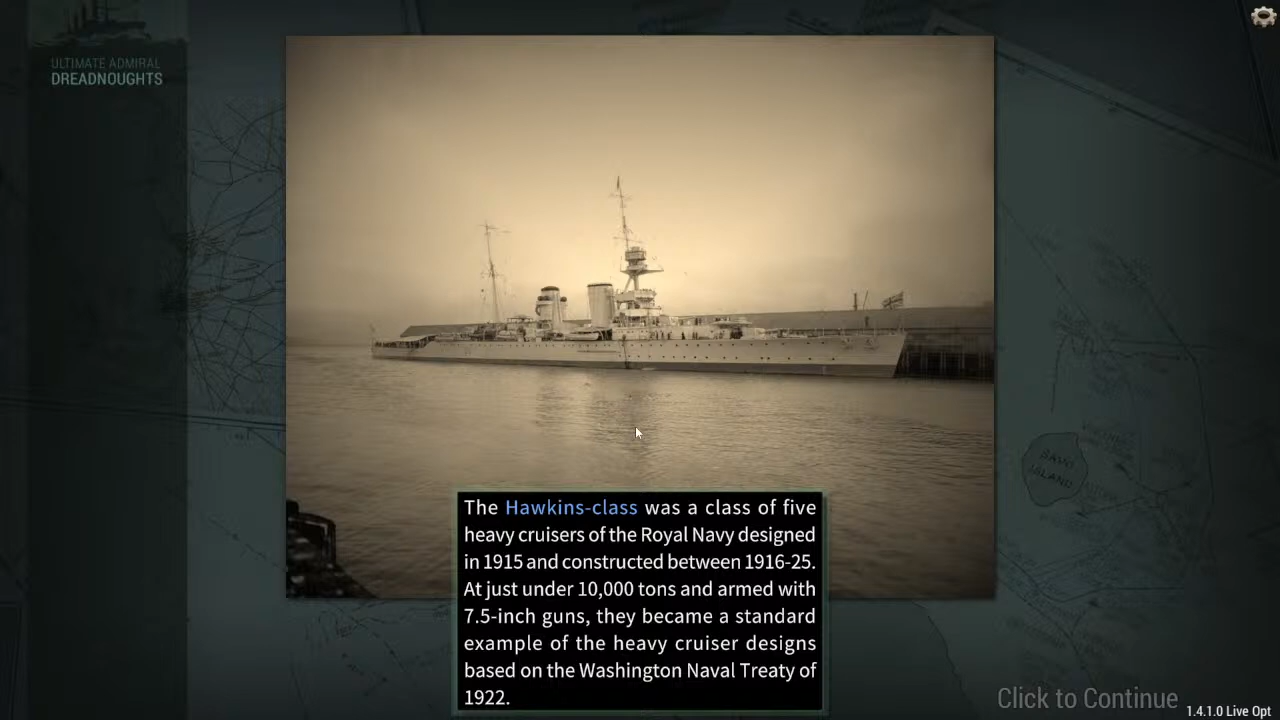 ULTIMATE ADMIRAL
DREADNOUGHTS
The Hawkins-class was a class of five
heavy cruisers of the Royal Navy designed
in 1915 and constructed between 1916-25.
At just under 10,000 tons and armed with
7.5-inch guns, they became a standard
example of the heavy cruiser designs
based on the Washington Naval Treaty of
1922.
SAVO
ISLAND
Click to Continue
1.4.1.0 Live Opt